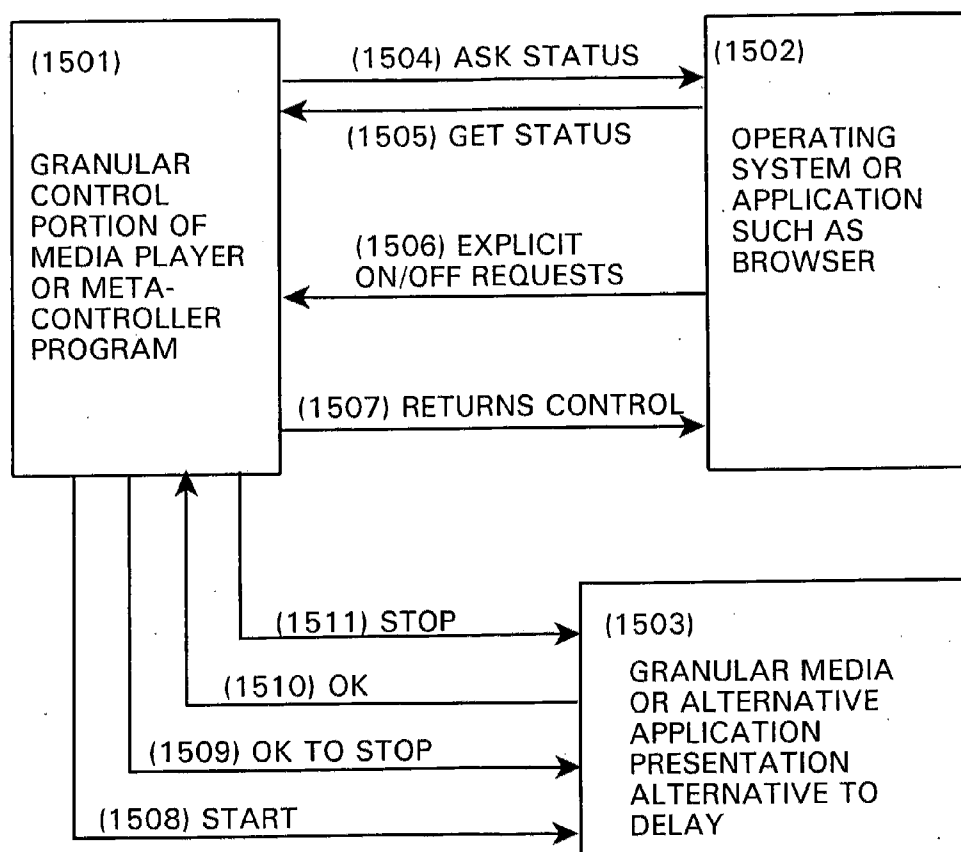 (1501)
GRANULAR
CONTROL
PORTION OF
MEDIA PLAYER
OR META-
CONTROLLER
PROGRAM
(1504) ASK STATUS
(1505) GET STATUS
(1506) EXPLICIT
ON/OFF REQUESTS
(1507) RETURNS CONTROL
(1502)
OPERATING
SYSTEM OR
APPLICATION
SUCH AS
BROWSER
(1511) STOP
(1510) OK
(1509) OK TO STOP
(1508) START
(1503)
GRANULAR MEDIA
OR ALTERNATIVE
APPLICATION
PRESENTATION
ALTERNATIVE TO
DELAY